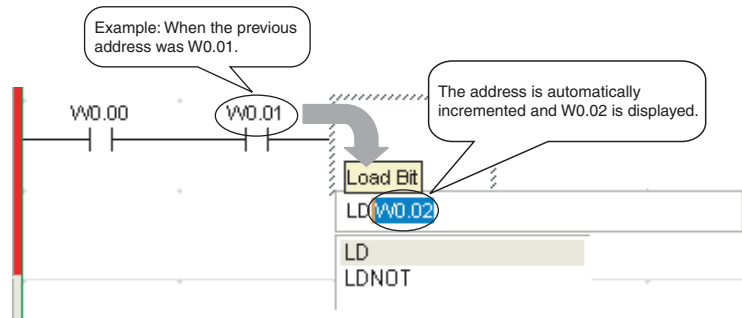 Example: When the previous
address was W0.01.
The address is automatically
incremented and W0.02 is displayed.
W0.00
W0.01
Load Bit
LD W0.02
LD
LDNOT